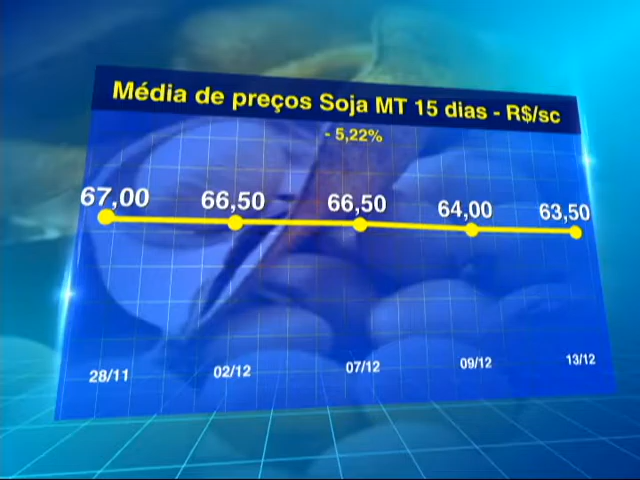 Média de preços Soja MT 15 dias - R$/sc
- 5,22%
67,00 66,50 66,50 64,00 63,50
28/11 02/12 07/12 09/12 13/12